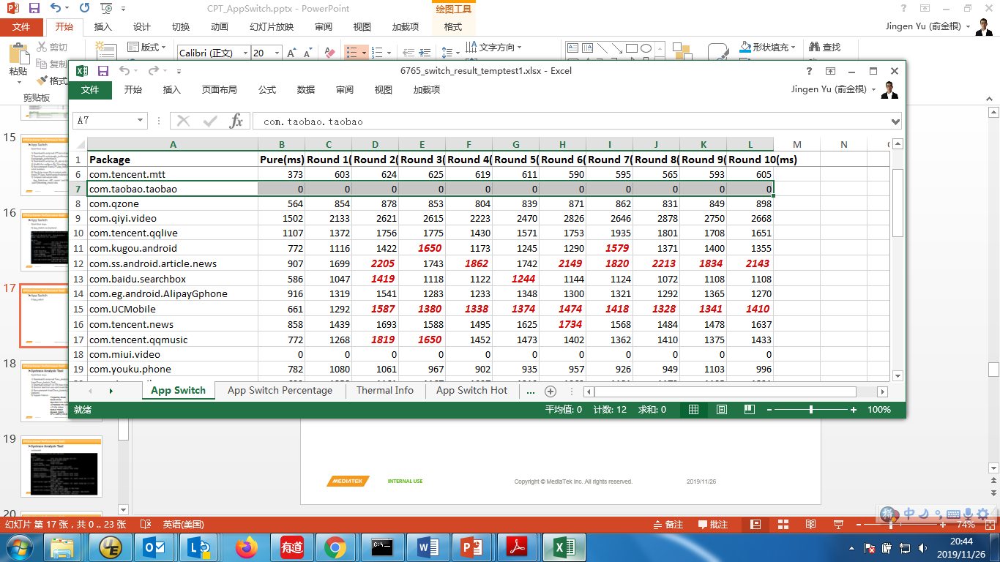 CPT_AppSwitch.pptx - PowerPoint
绘图工具
文件 开始 插入 设计 切换 动画 幻灯片放映 审阅 视图 加载项 格式
Jingen Yu (俞金根)
粘贴 剪切 版式 Calibri (正文) 20 文字方向 形状填充 查找
复制
格式
剪贴板
6765_switch_result_temptest1.xlsx - Excel
文件 开始 插入 页面布局 公式 数据 审阅 视图 加载项
Jingen Yu (俞金根)
A7 fx com.taobao.taobao
A B C D E F G H I J K L M N
1 Package Pure(ms) Round 1( ound 2( Round 3( Round 4( Round 5( Round 6( Round 7( Round 8( Round 9( Round 10(ms)
6 com.tencent.mtt 373 603 624 625 619 611 590 595 565 593 605
7 com.taobao.taobao 0 0 0 0 0 0 0 0 0 0 0
8 com.qzone 564 854 878 853 804 839 871 862 831 849 898
9 com.qiyi.video 1502 2133 2621 2615 2223 2470 2826 2646 2878 2750 2668
10 com.tencent.qqlive 1107 1372 1756 1775 1430 1571 1753 1935 1801 1708 1651
11 com.kugou.android 772 1116 1422 1650 1173 1245 1290 1579 1371 1400 1355
12 com.ss.android.article.news 907 1699 2205 1743 1862 1742 2149 1820 2213 1834 2143
13 com.baidu.searchbox 586 1047 1419 1118 1122 1244 1144 1124 1072 1108 1108
14 com.eg.android.AlipayGphone 916 1319 1541 1283 1233 1348 1300 1321 1292 1365 1270
15 com.UCMobile 661 1292 1587 1380 1338 1374 1474 1418 1328 1341 1410
16 com.tencent.news 858 1439 1693 1588 1495 1625 1734 1568 1484 1478 1637
17 com.tencent.qqmusic 772 1268 1819 1650 1452 1473 1402 1362 1410 1375 1433
18 com.miui.video 0 0 0 0 0 0 0 0 0 0 0
19 com.youku.phone 782 1080 1061 967 902 935 957 926 949 1103 996
App Switch App Switch Percentage Thermal Info App Switch Hot ...
就绪 平均值: 0 计数: 12 求和: 0 100%
15
16
17
18
19
20
MEDIATEK INTERNAL USE Copyright © MediaTek Inc. All rights reserved. 2019/11/26
幻灯片 第 17 张，共 0 .. 23 张 英语(美国) 备注 批注 74%
中
有道
20:44
2019/11/26